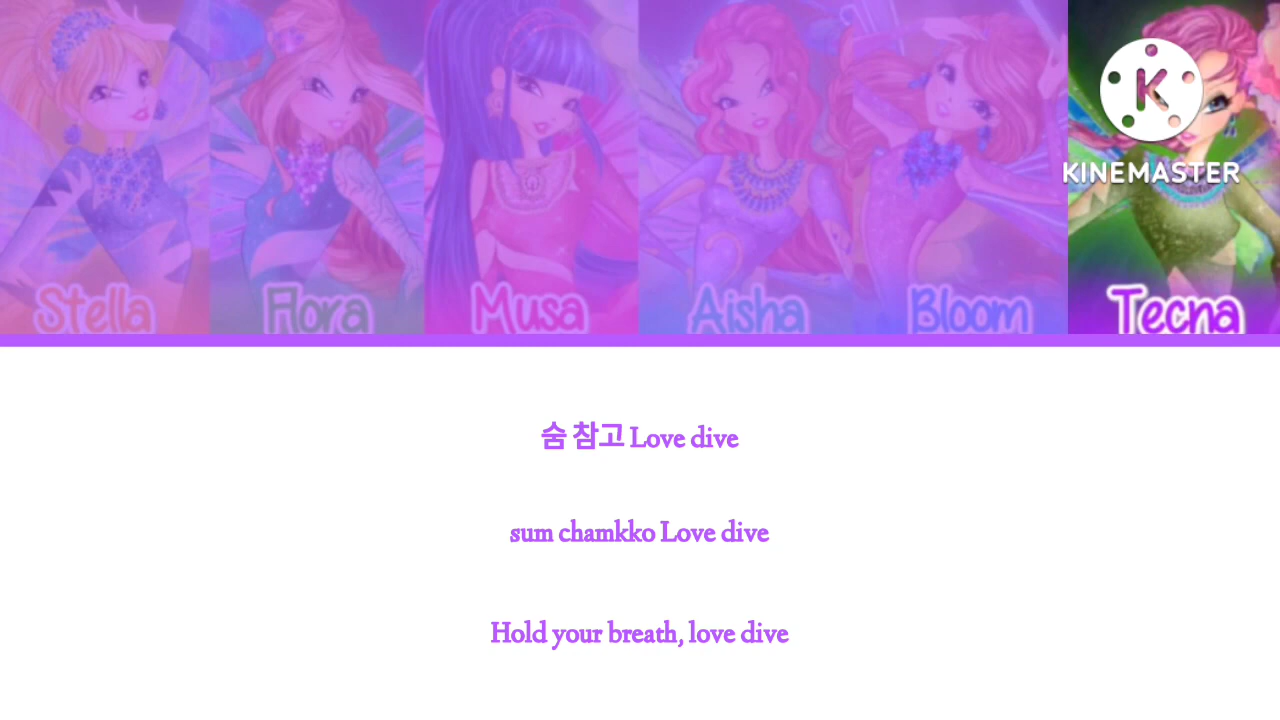 K
KINEMASTER
Stella Flora Musa Aisha Bloom Tecna
숨 참고 Love dive
sum chamkko Love dive
Hold your breath, love dive